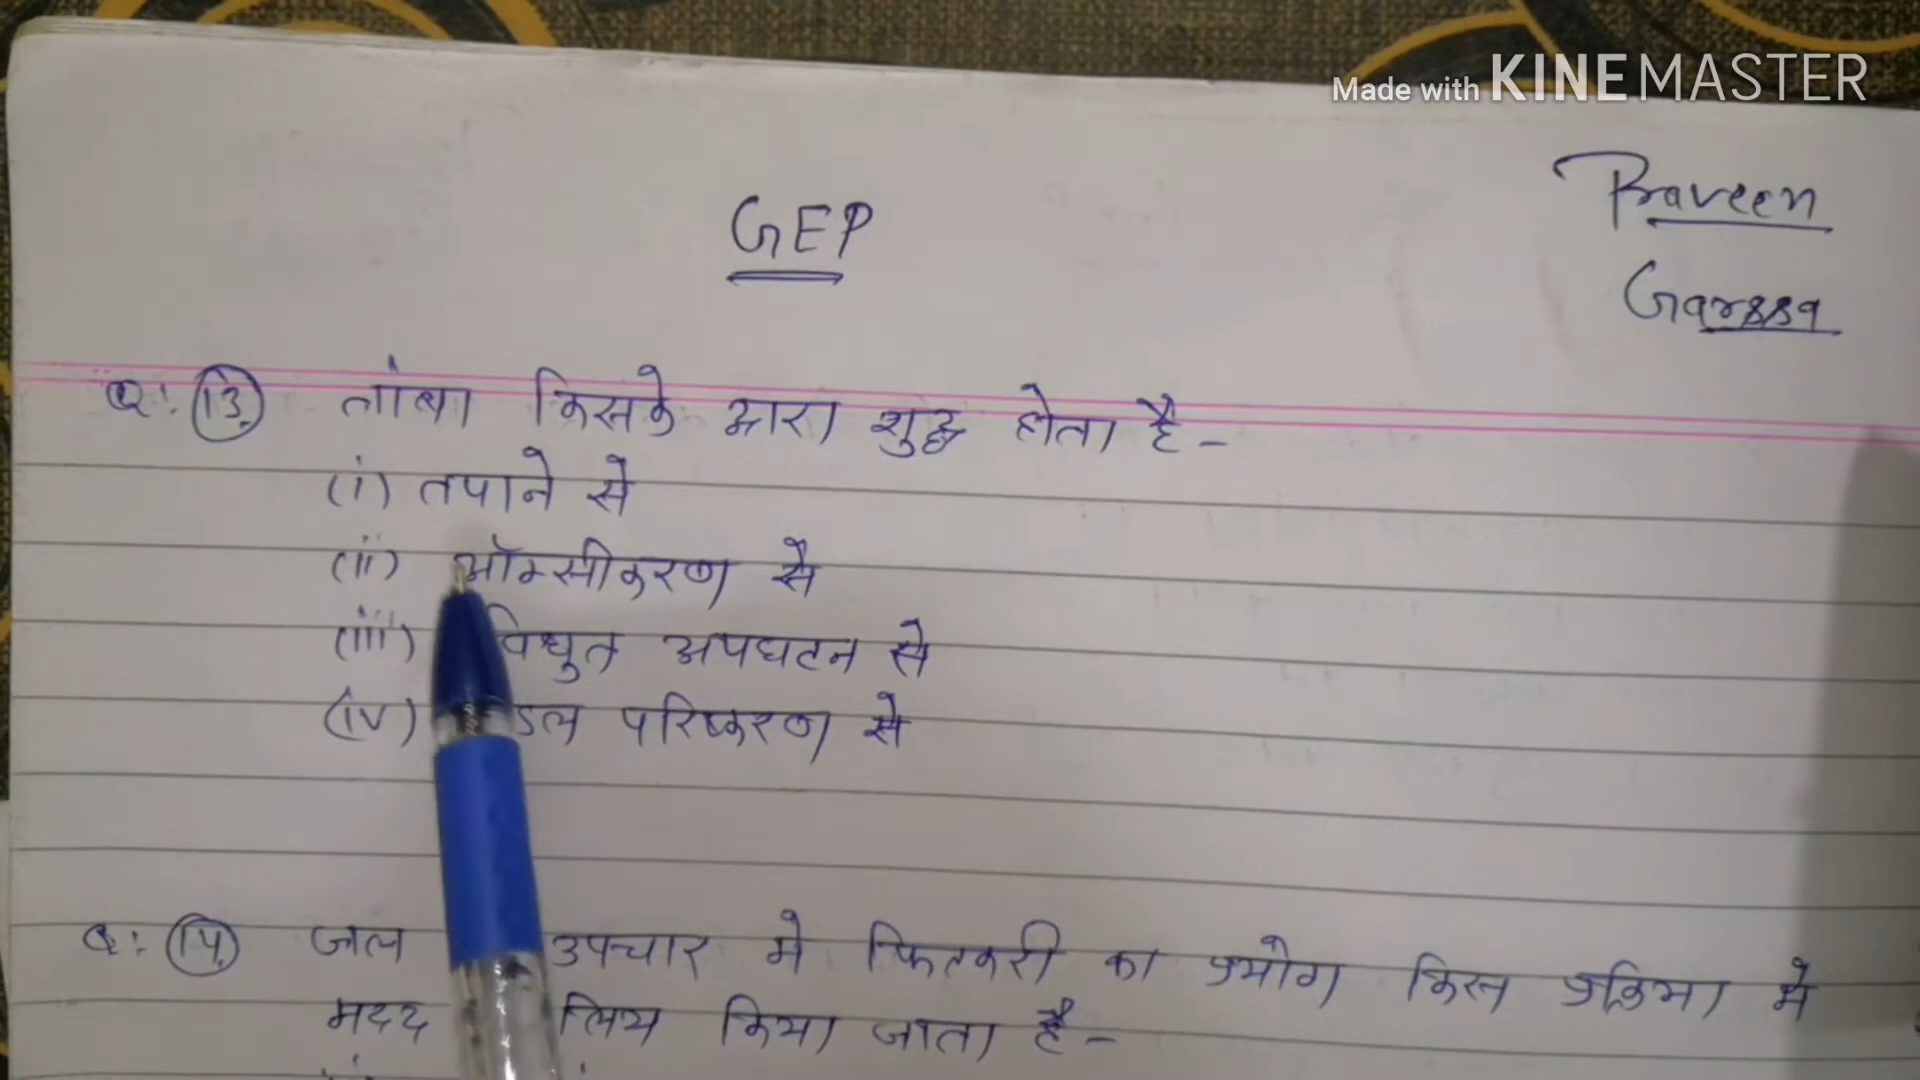 Made with KINEMASTER
Praveen
GEP
Q: 13. तांबा किसके द्वारा शुद्ध होता है -
(i) तपाने से
(ii) ऑक्सीकरण से
(iii) विधुत अपघटन से
(iv) परिष्करण से
Q: 14. जल उपचार मे फिटकरी का प्रयोग किस प्रक्रिया मे
मदद लिय किया जाता है -